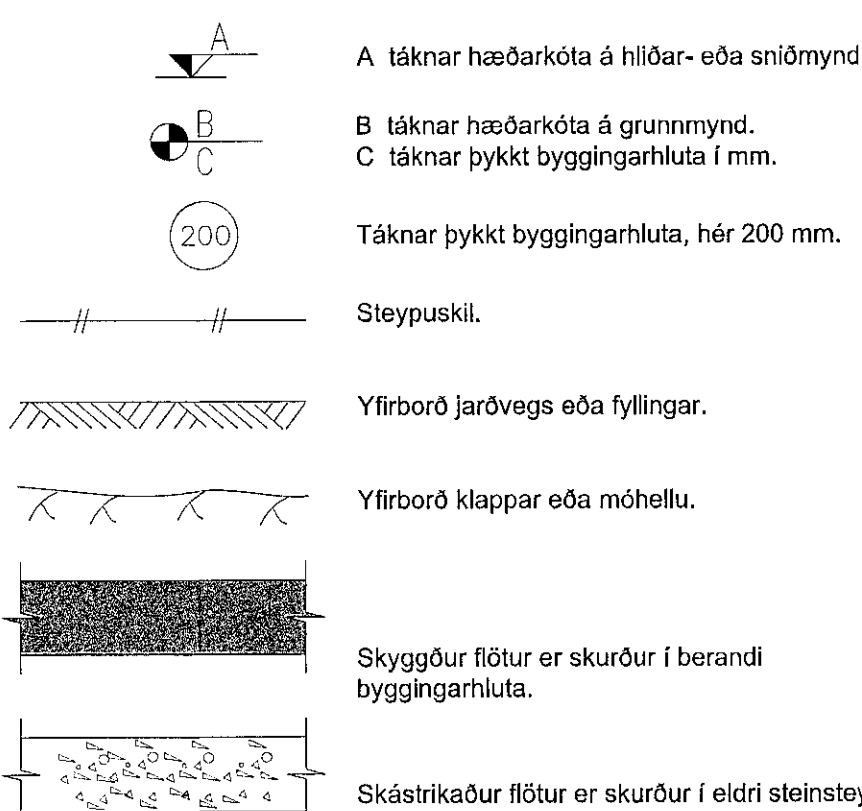 A
A táknar hæðarkóta á hliðar- eða sniðmynd
B
C
B táknar hæðarkóta á grunnmynd.
C táknar þykkt byggingarhluta í mm.
200
Táknar þykkt byggingarhluta, hér 200 mm.
Steypuskil.
Yfirborð jarðvegs eða fyllingar.
Yfirborð klappar eða móhellu.
Skyggður flötur er skurður í berandi
byggingarhluta.
Skástrikaður flötur er skurður í eldri